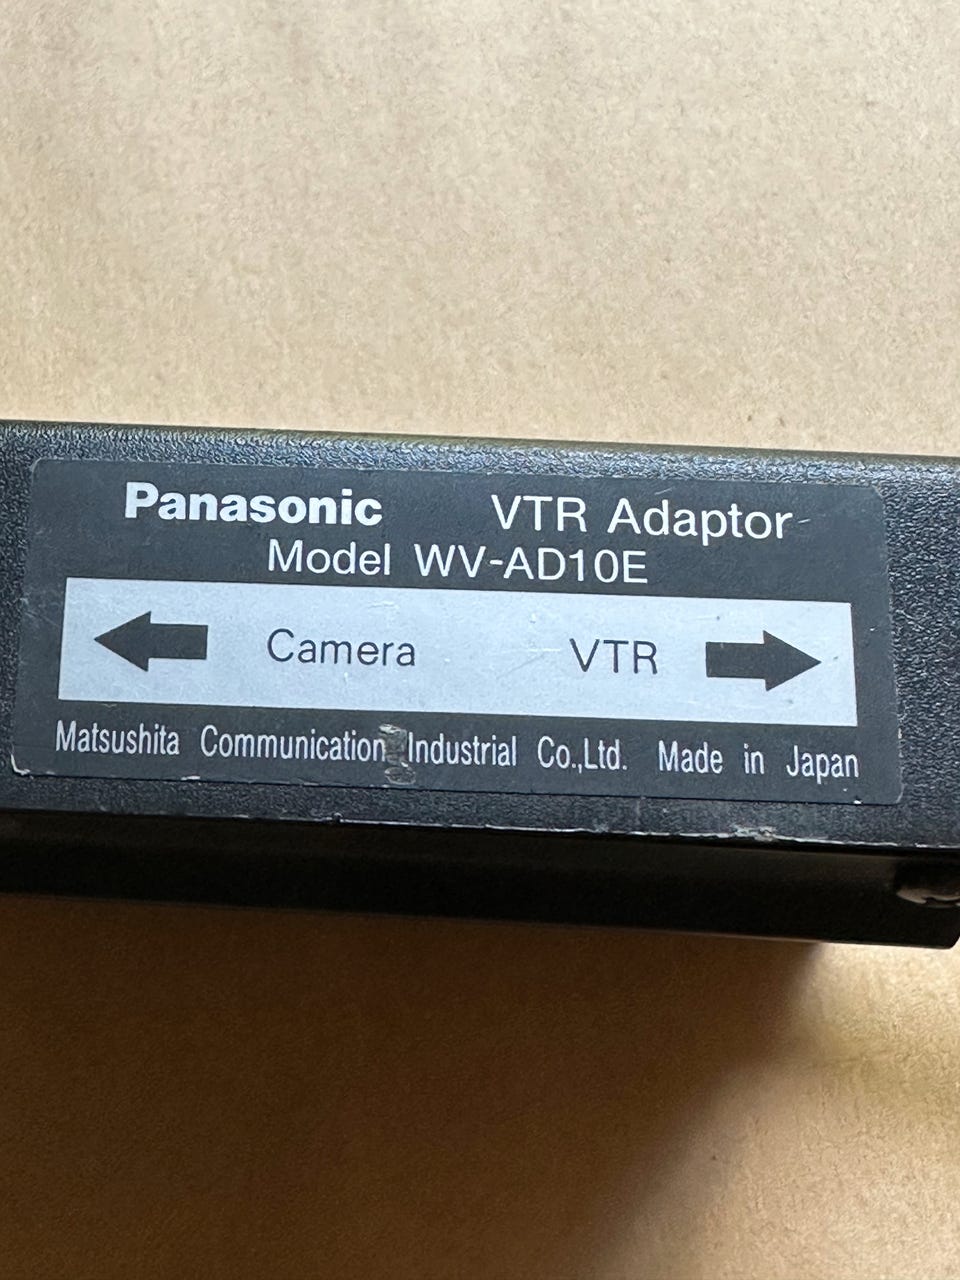 Panasonic VTR Adaptor
Model WV-AD10E
Camera VTR
Matsushita Communication Industrial Co.,Ltd. Made in Japan